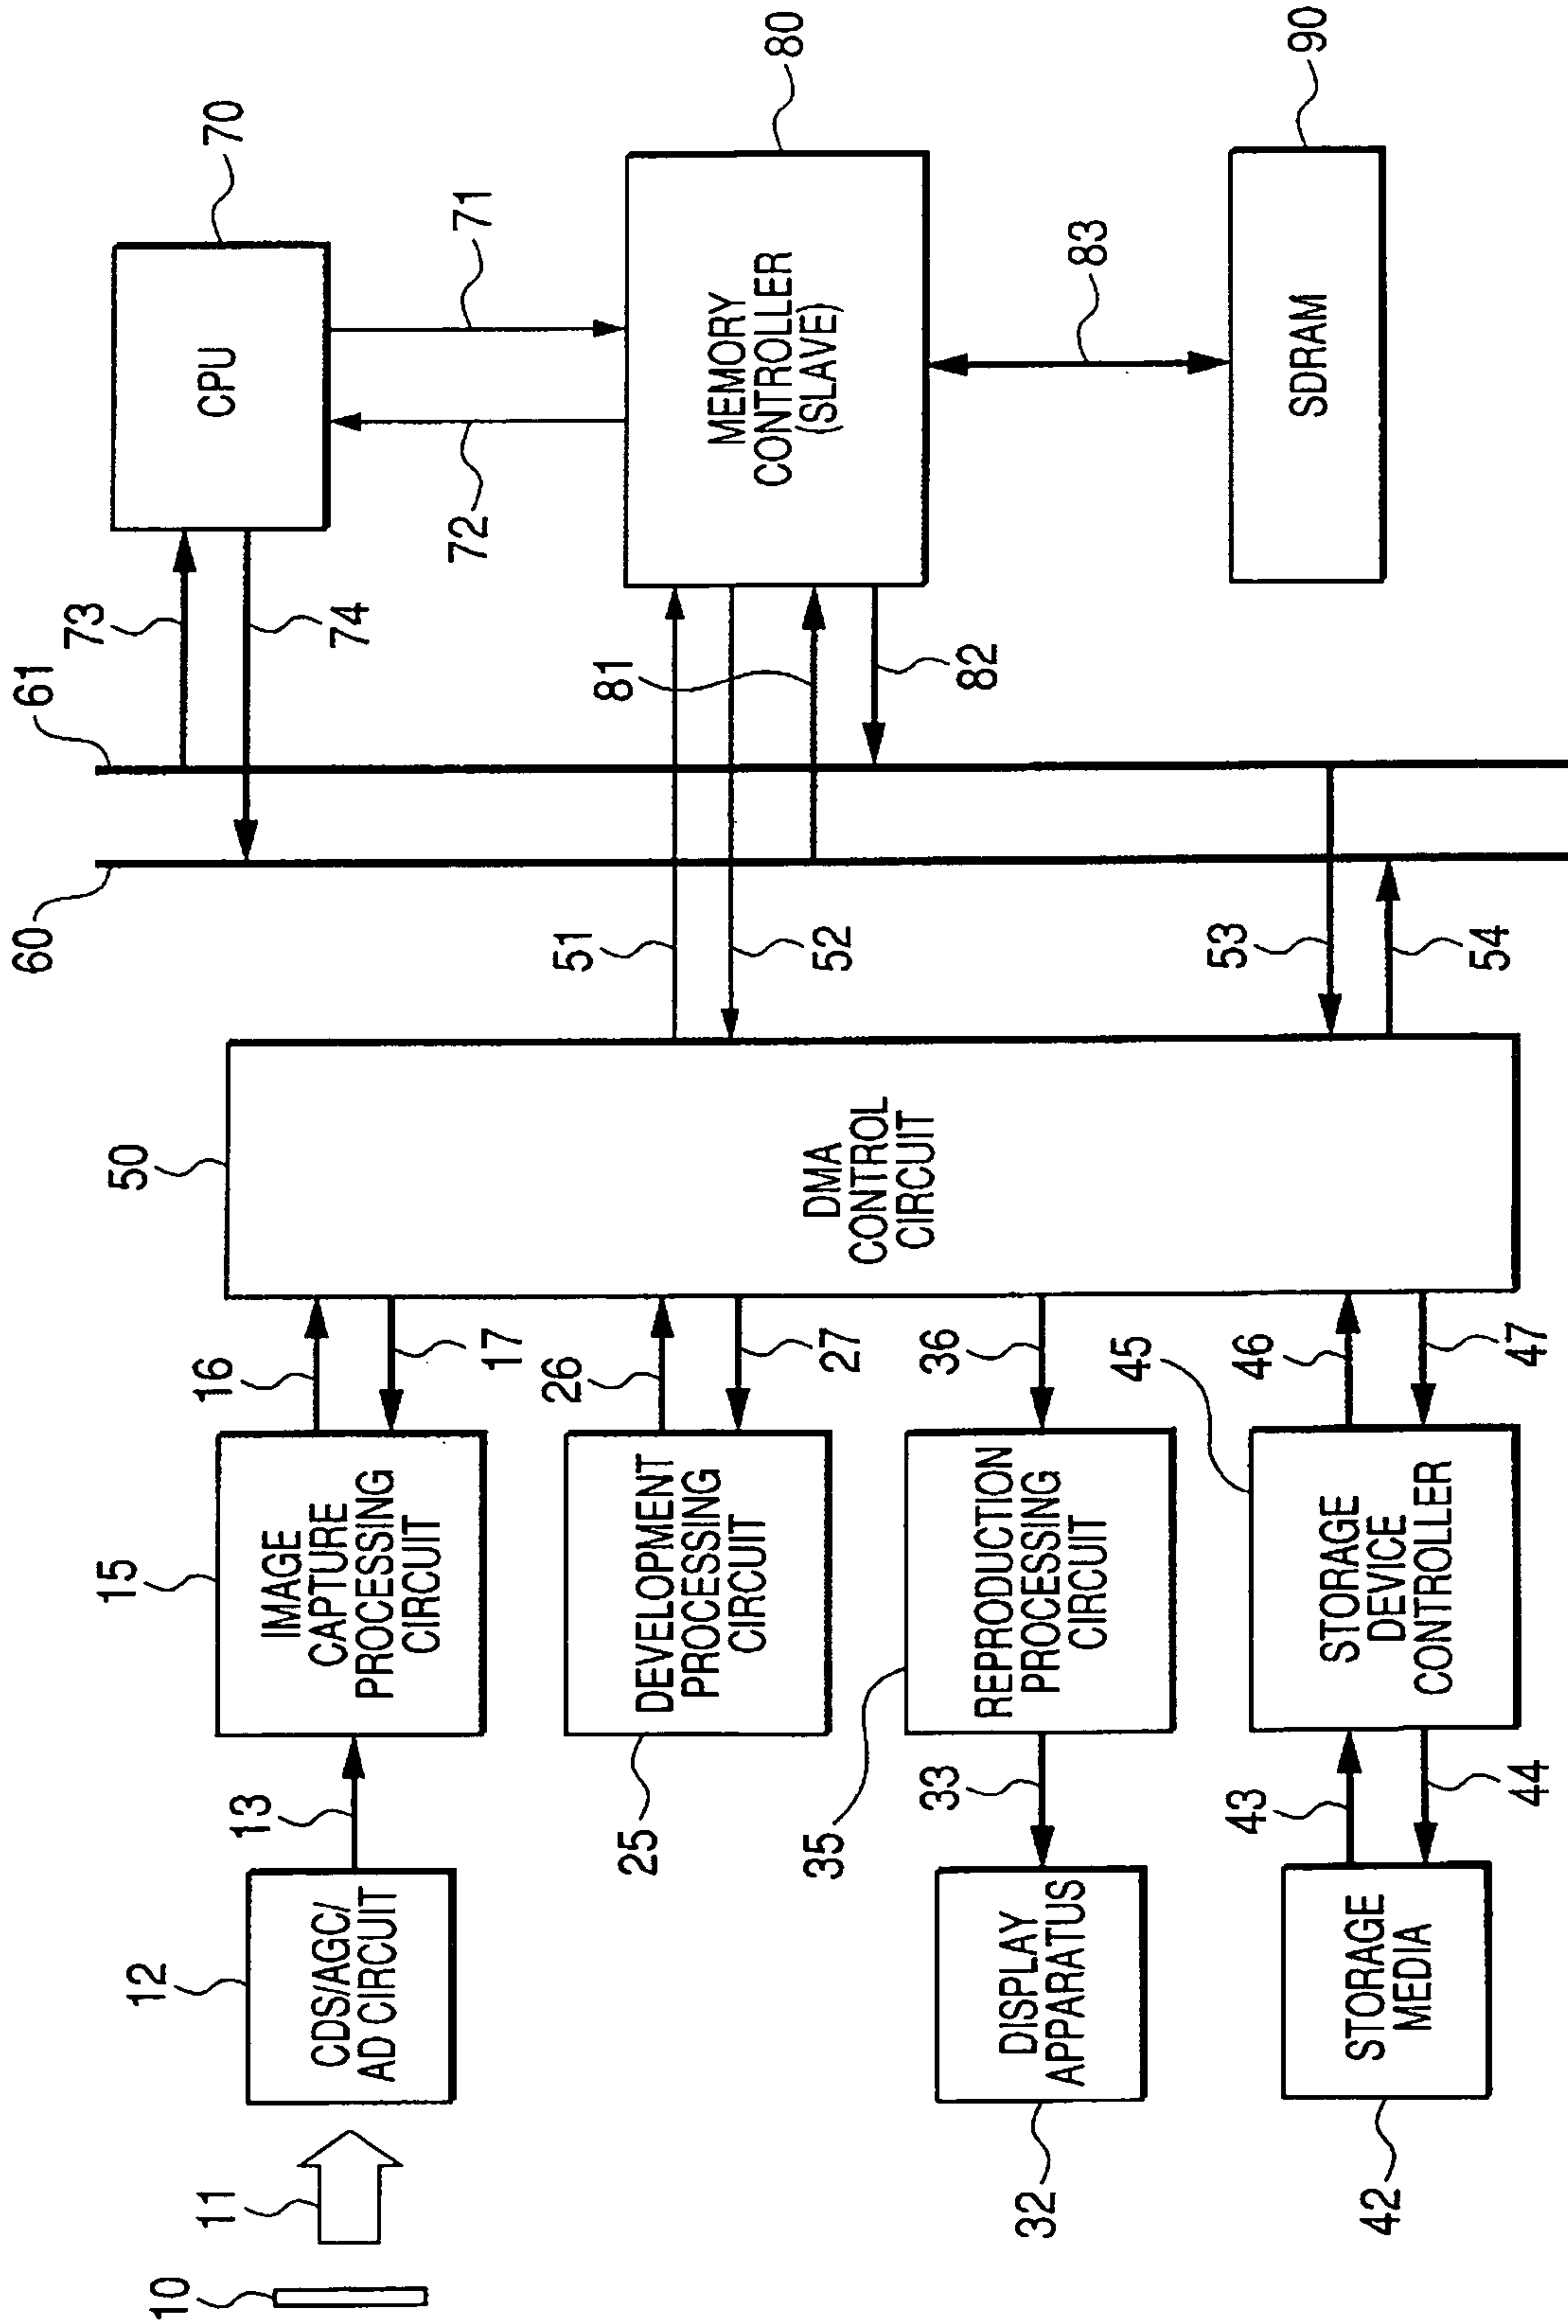 10
11
12
CDS/AGC/
AD CIRCUIT
13
15
IMAGE
CAPTURE
PROCESSING
CIRCUIT
16
17
25
DEVELOPMENT
PROCESSING
CIRCUIT
26
27
32
DISPLAY
APPARATUS
33
35
REPRODUCTION
PROCESSING
CIRCUIT
36
42
STORAGE
MEDIA
43
44
45
STORAGE
DEVICE
CONTROLLER
46
47
50
DMA
CONTROL
CIRCUIT
51
52
53
54
60
61
73
74
70
CPU
71
72
81
82
80
MEMORY
CONTROLLER
(SLAVE)
83
90
SDRAM